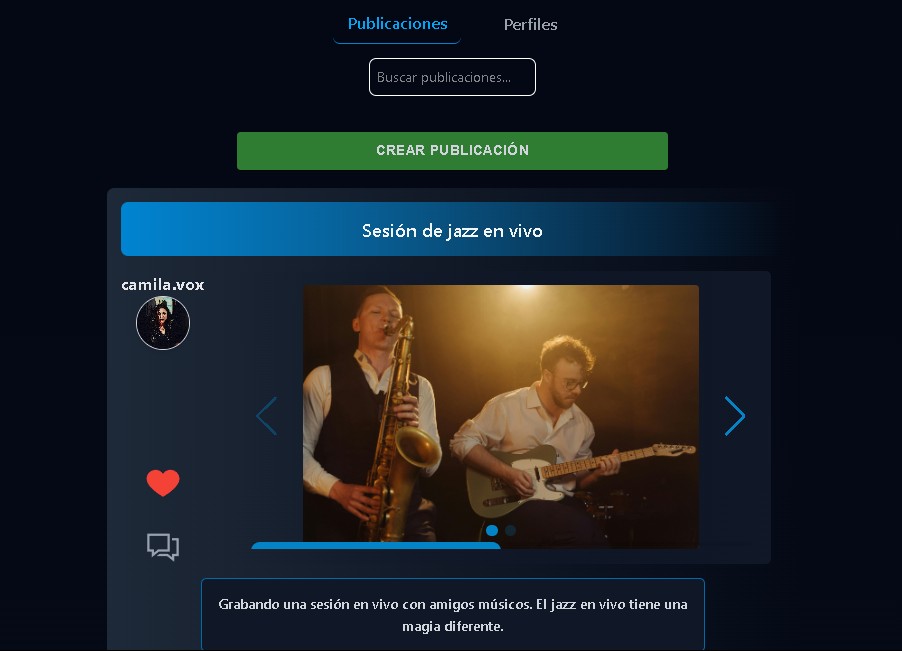 Publicaciones Perfiles
Buscar publicaciones...
CREAR PUBLICACIÓN
Sesión de jazz en vivo
camila.vox
Grabando una sesión en vivo con amigos músicos. El jazz en vivo tiene una
magia diferente.